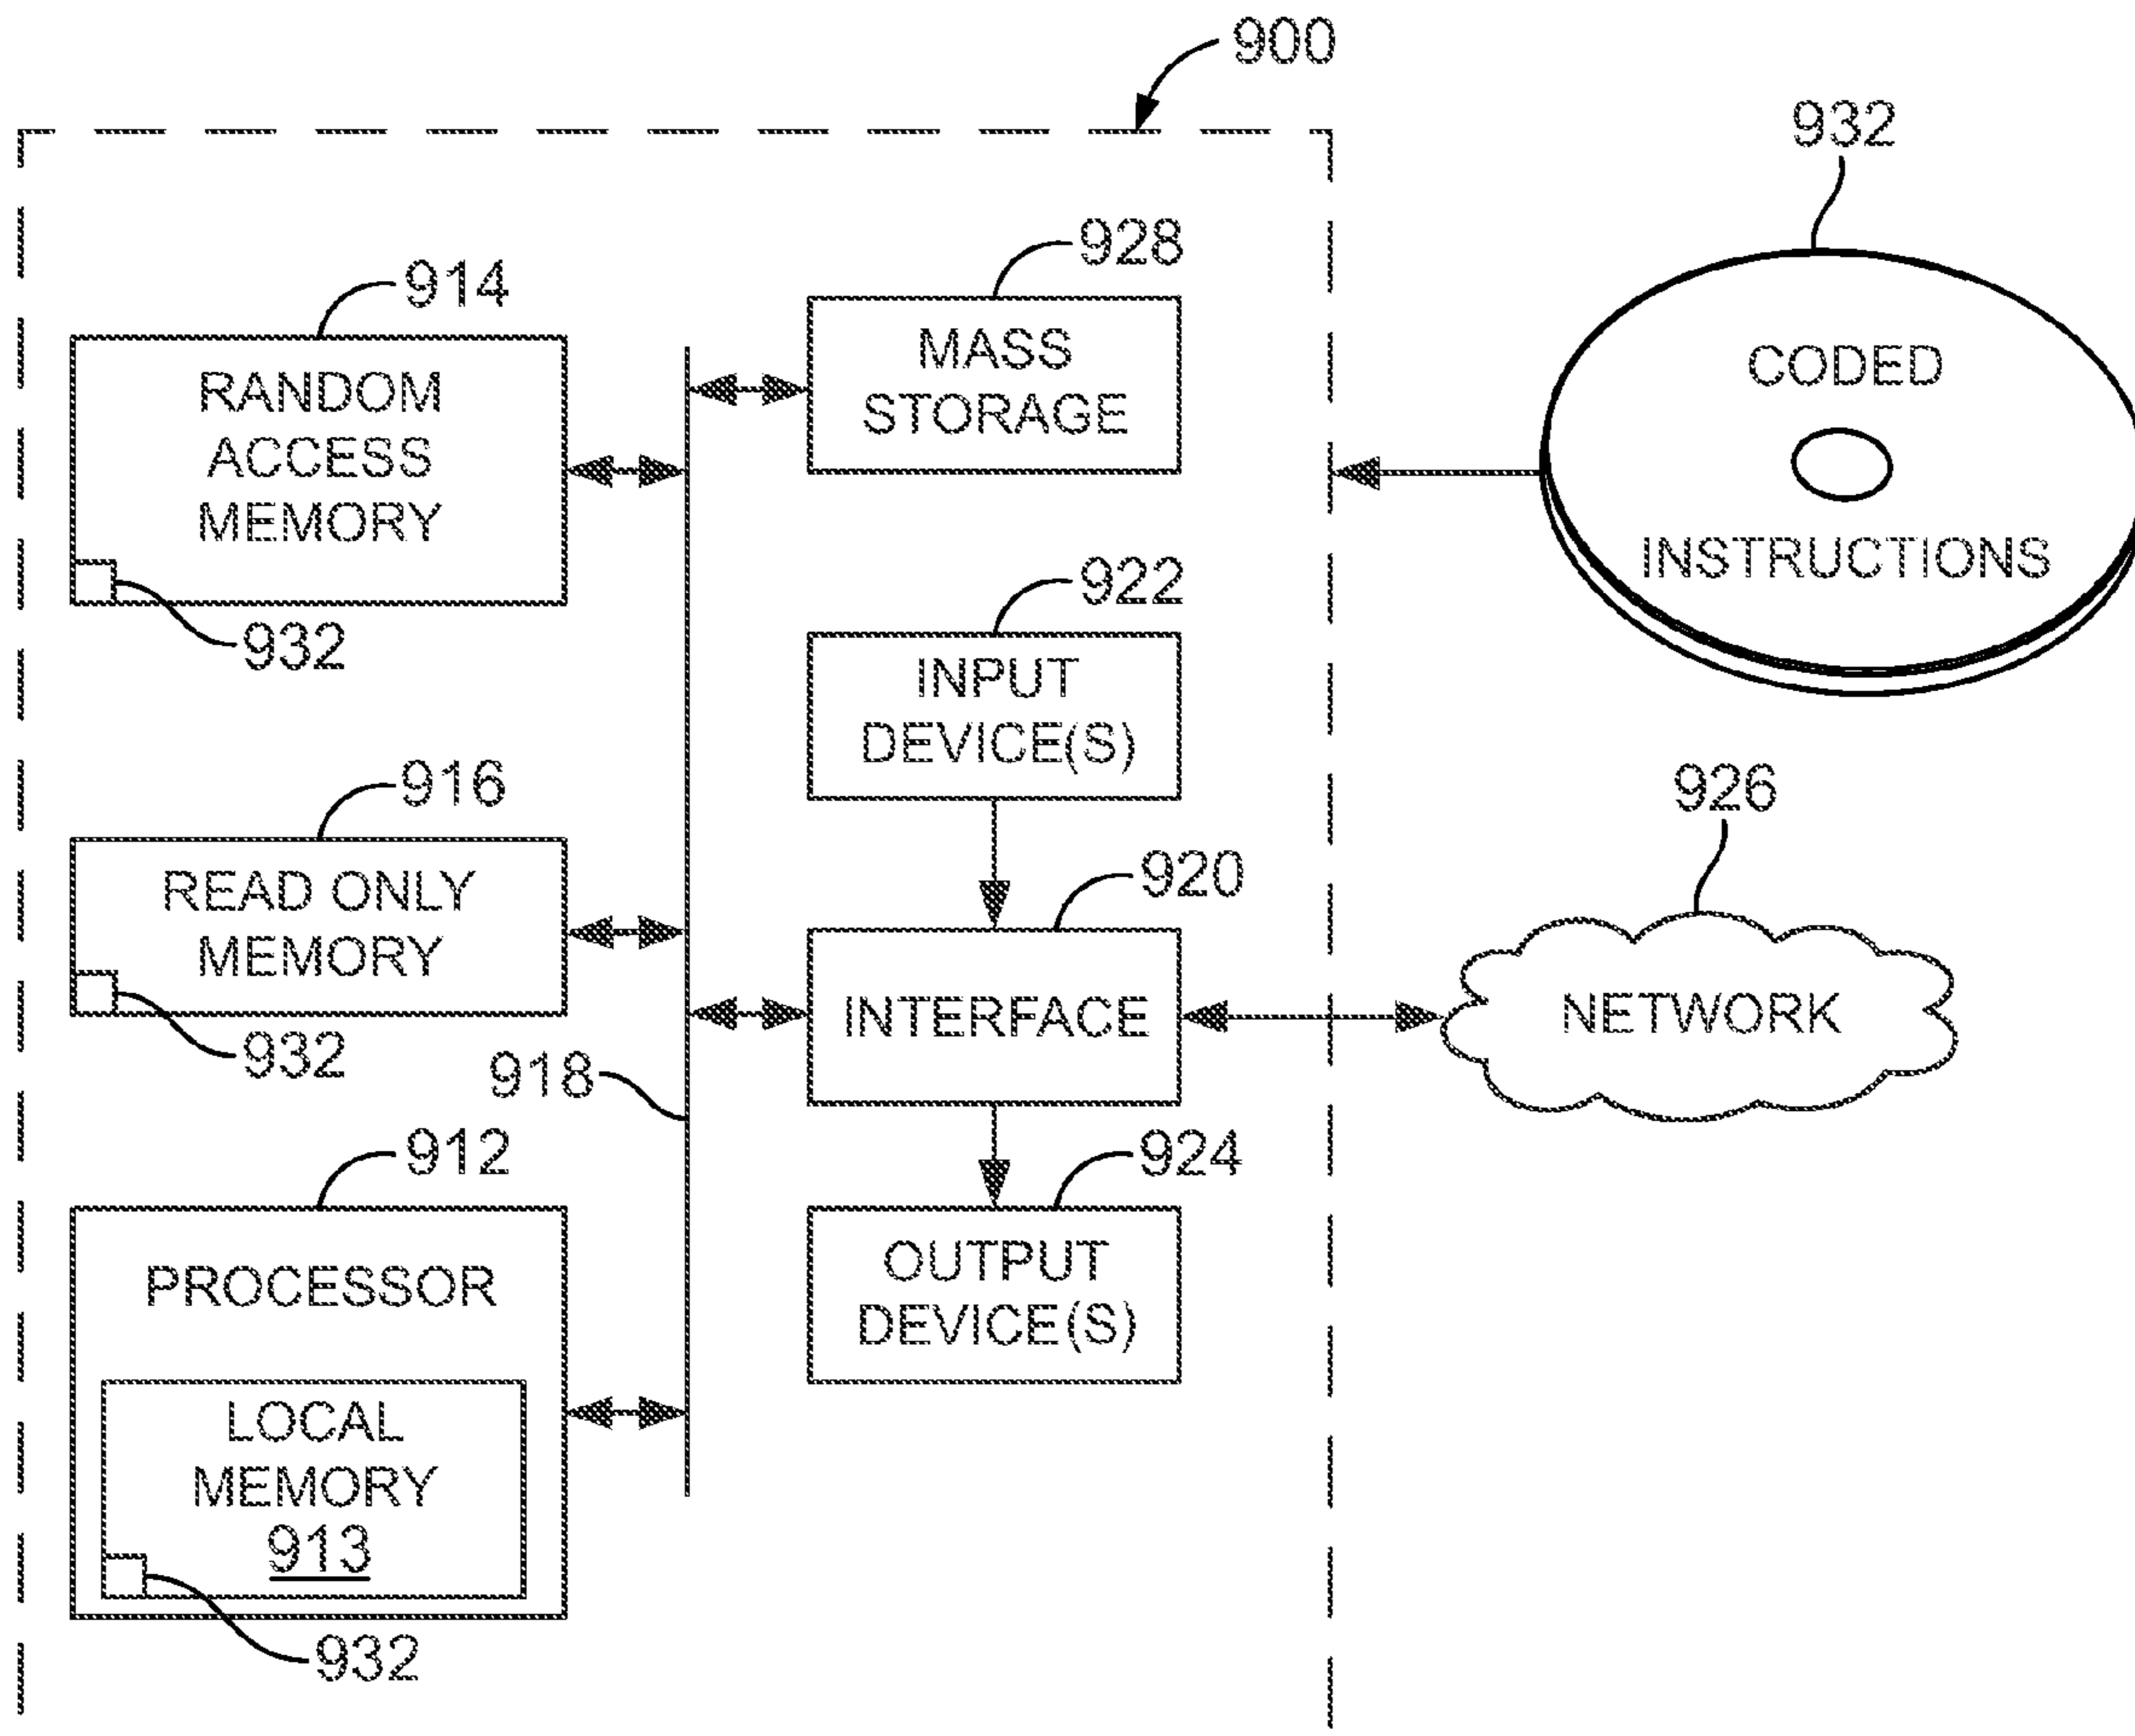 900
932
928
914
MASS
STORAGE
RANDOM
ACCESS
MEMORY
CODED
INSTRUCTIONS
922
932
INPUT
DEVICE(S)
916
926
READ ONLY
MEMORY
920
932
INTERFACE
NETWORK
918
912
924
PROCESSOR
OUTPUT
DEVICE(S)
LOCAL
MEMORY
913
932